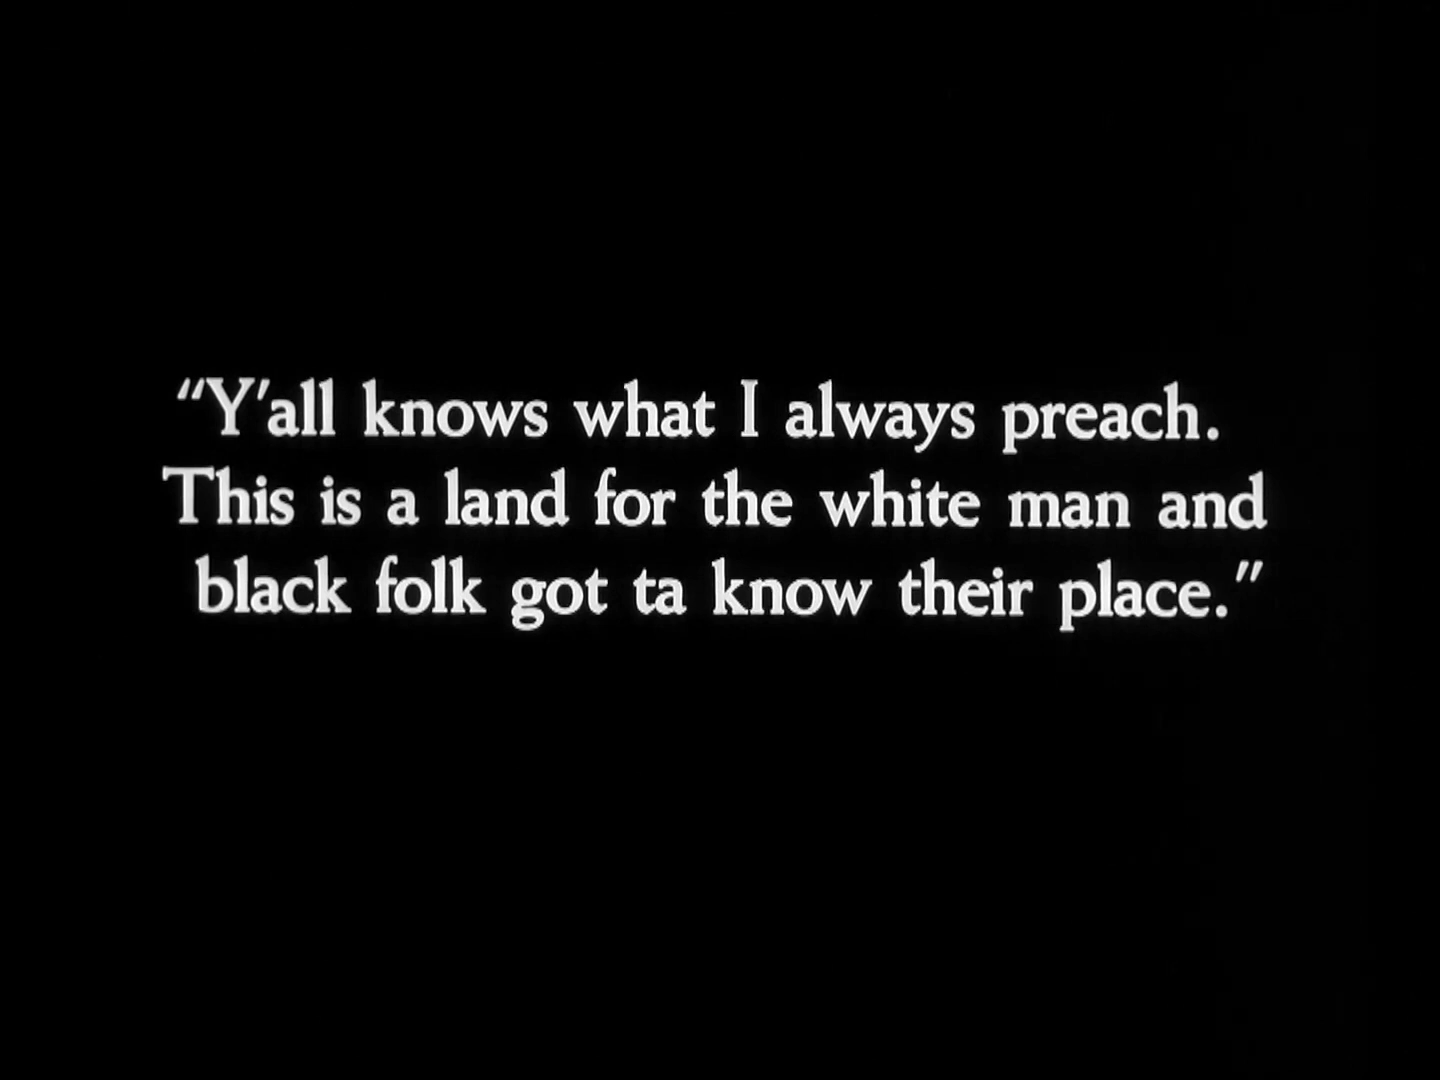 “Y’all knows what I always preach.
This is a land for the white man and
black folk got ta know their place.”